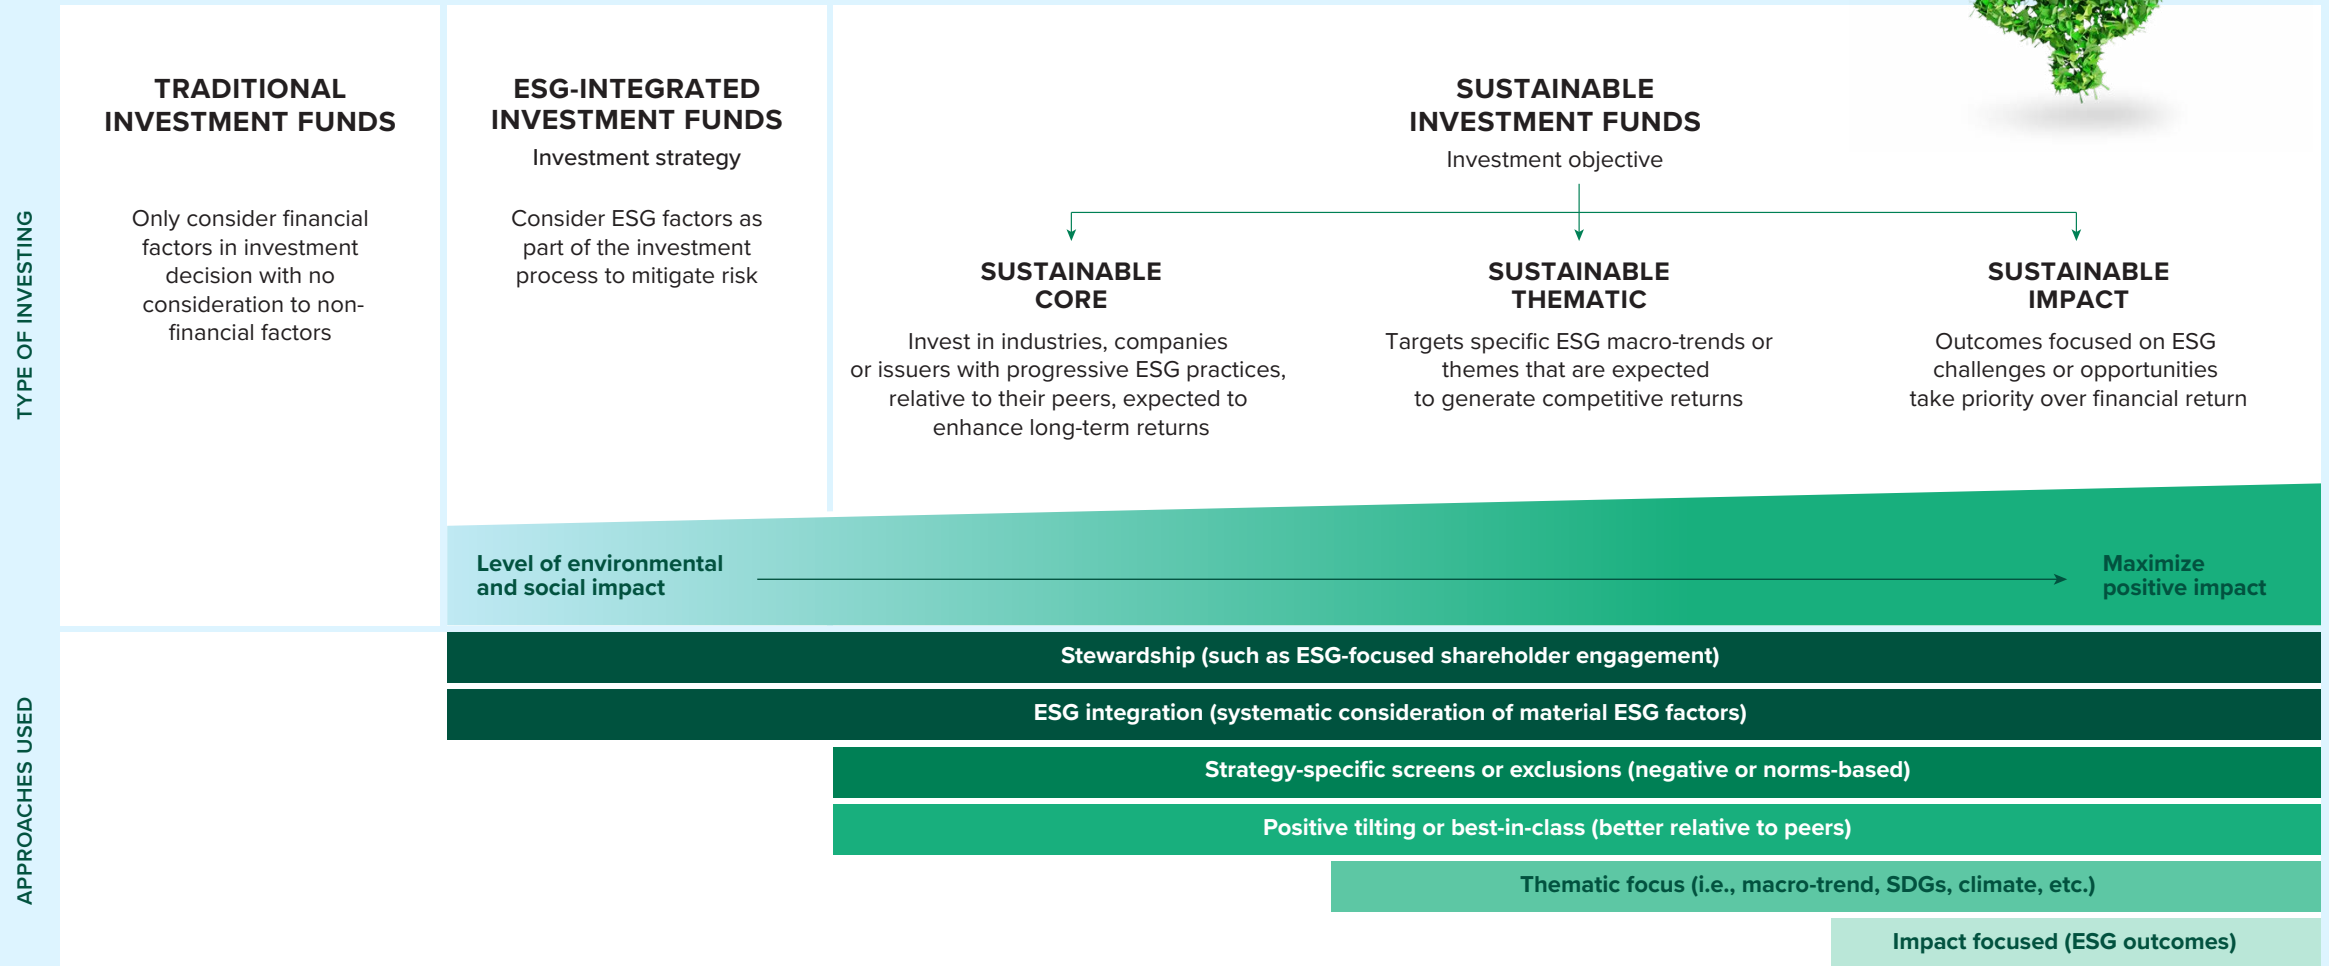 TYPE OF INVESTING
TRADITIONAL
INVESTMENT FUNDS
Only consider financial
factors in investment
decision with no
consideration to non-
financial factors
ESG-INTEGRATED
INVESTMENT FUNDS
Investment strategy
Consider ESG factors as
part of the investment
process to mitigate risk
SUSTAINABLE
INVESTMENT FUNDS
Investment objective
SUSTAINABLE
CORE
Invest in industries, companies
or issuers with progressive ESG practices,
relative to their peers, expected to
enhance long-term returns
SUSTAINABLE
THEMATIC
Targets specific ESG macro-trends or
themes that are expected
to generate competitive returns
SUSTAINABLE
IMPACT
Outcomes focused on ESG
challenges or opportunities
take priority over financial return
Level of environmental
and social impact
Maximize
positive impact
APPROACHES USED
Stewardship (such as ESG-focused shareholder engagement)
ESG integration (systematic consideration of material ESG factors)
Strategy-specific screens or exclusions (negative or norms-based)
Positive tilting or best-in-class (better relative to peers)
Thematic focus (i.e., macro-trend, SDGs, climate, etc.)
Impact focused (ESG outcomes)